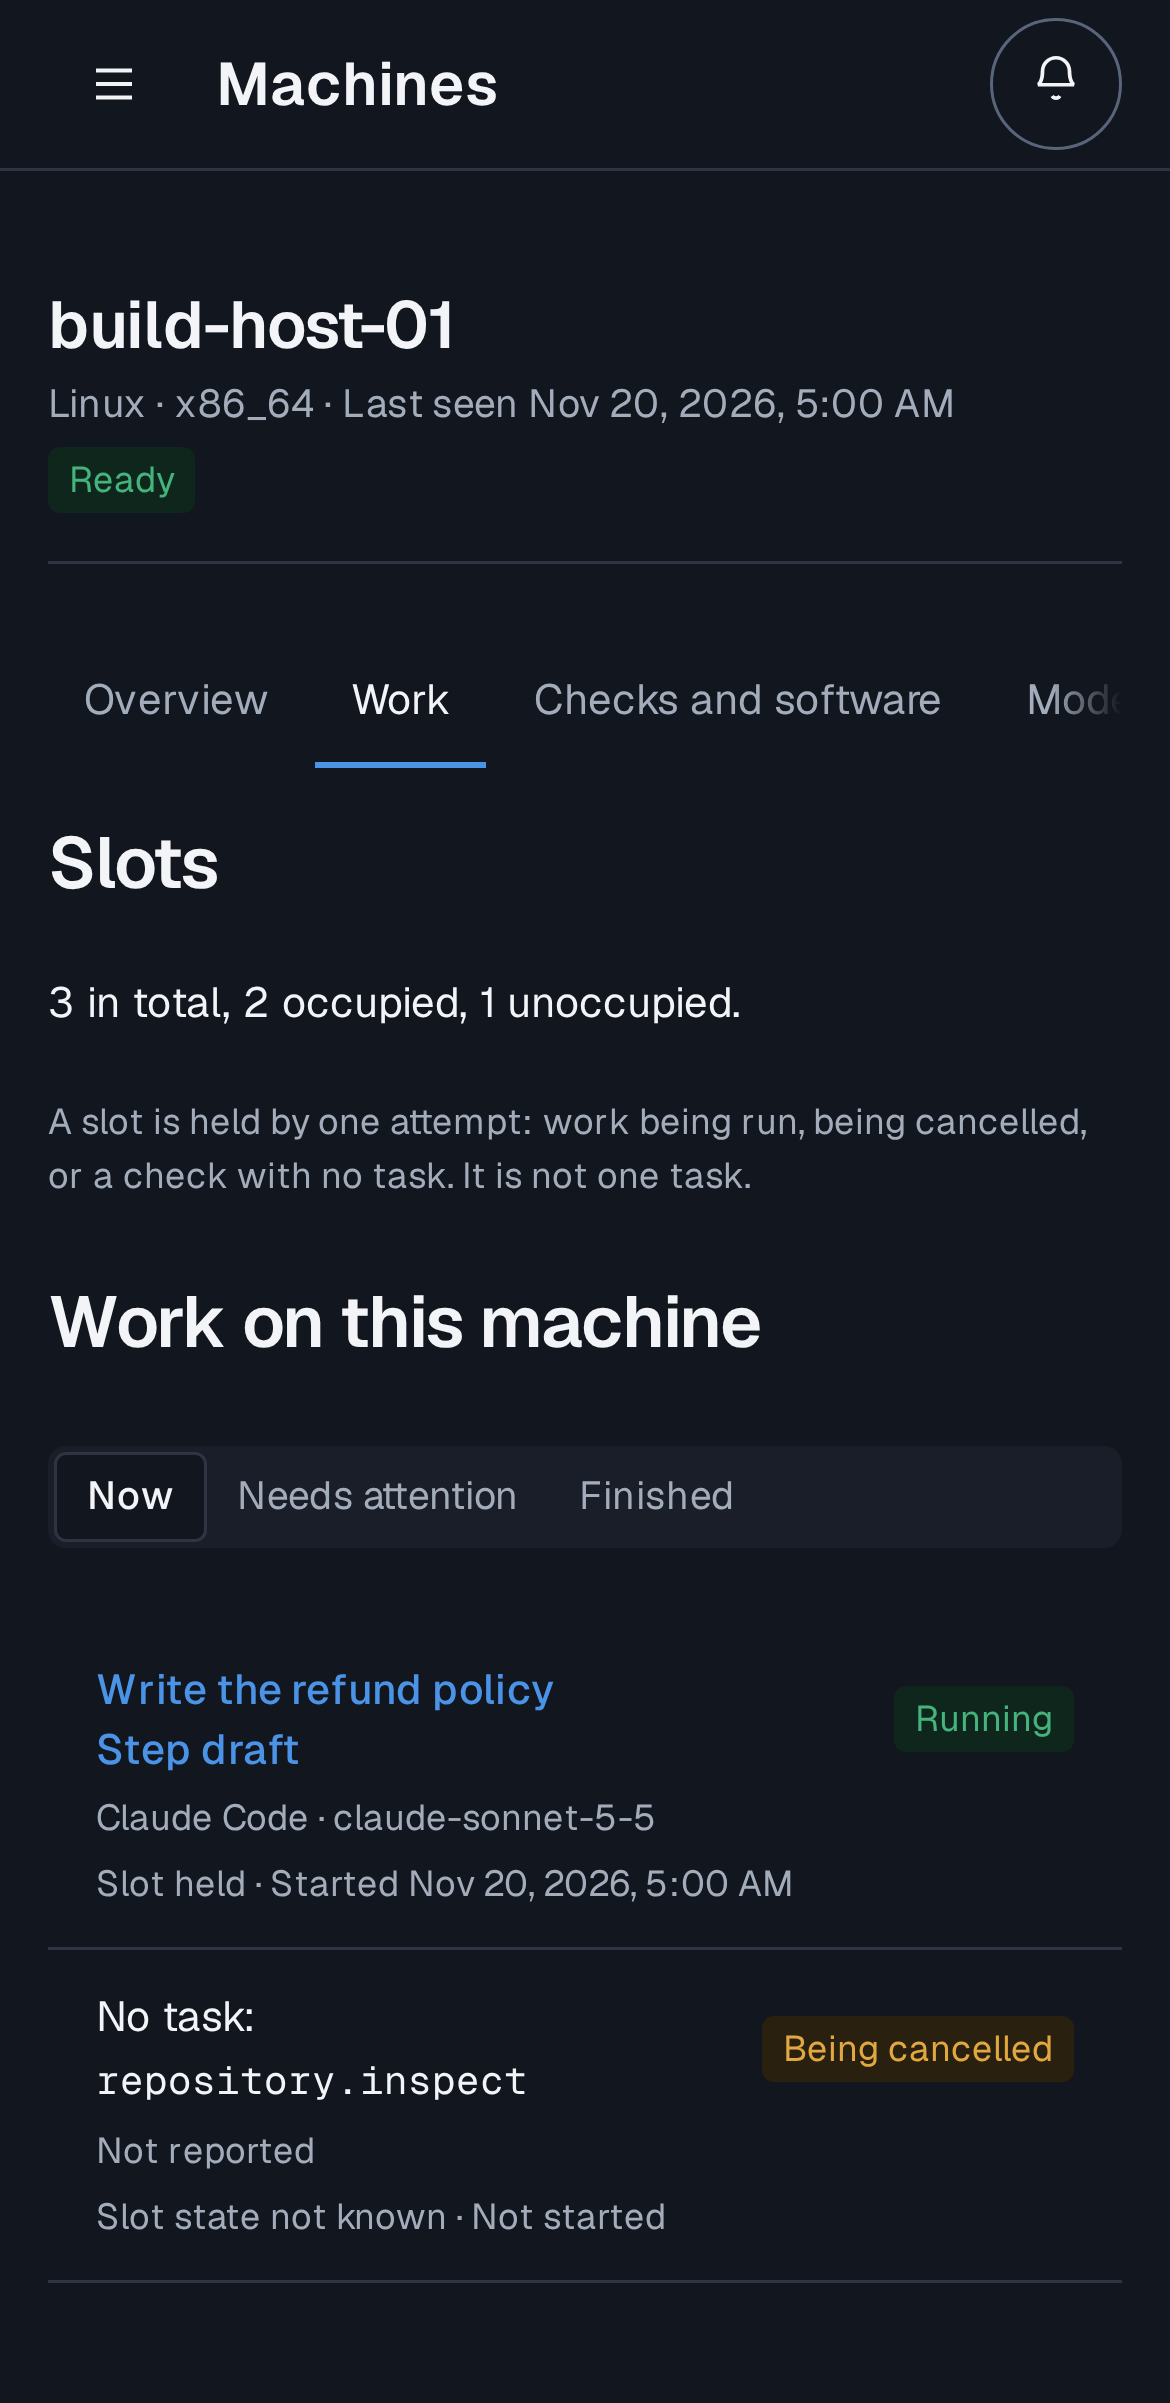 Machines
build-host-01
Linux · x86_64 · Last seen Nov 20, 2026, 5:00 AM
Ready
Overview Work Checks and software
Slots
3 in total, 2 occupied, 1 unoccupied.
A slot is held by one attempt: work being run, being cancelled,
or a check with no task. It is not one task.
Work on this machine
Now Needs attention Finished
Write the refund policy
Step draft
Running
Claude Code · claude-sonnet-5-5
Slot held · Started Nov 20, 2026, 5:00 AM
No task:
repository.inspect
Being cancelled
Not reported
Slot state not known · Not started